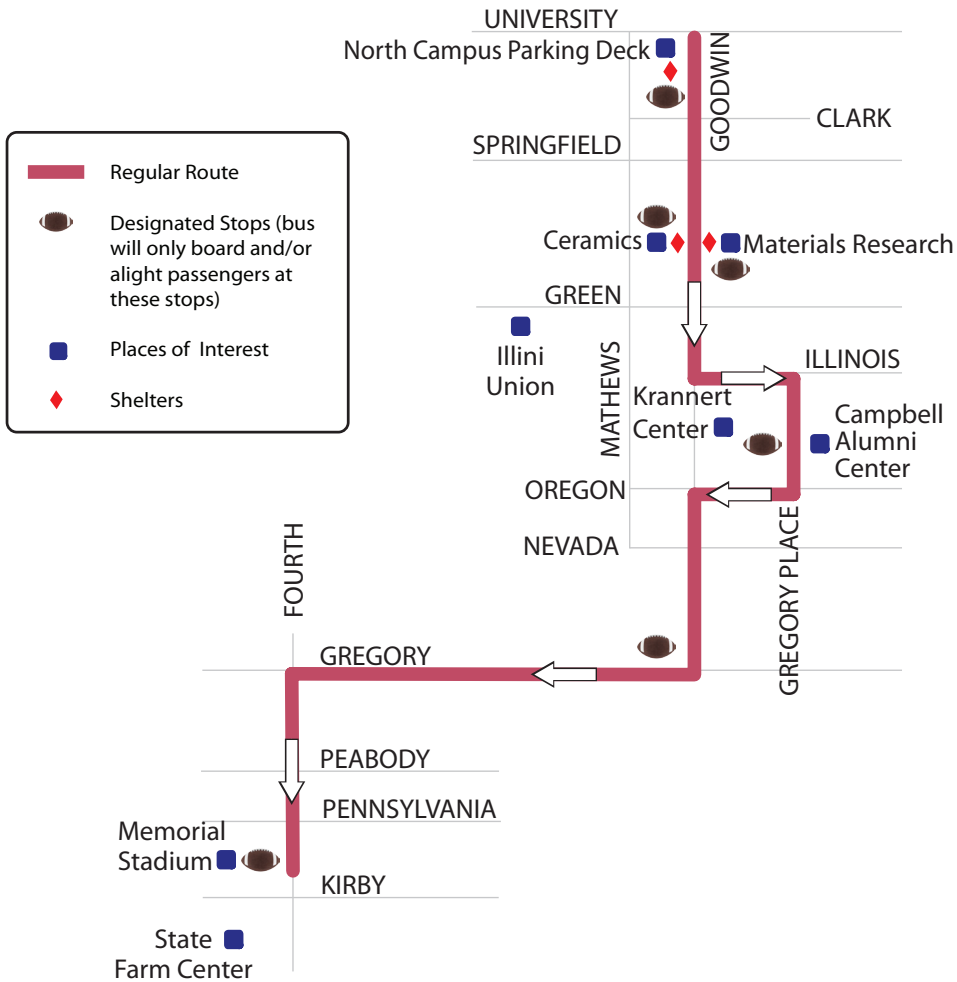 UNIVERSITY
North Campus Parking Deck
GOODWIN
CLARK
SPRINGFIELD
Regular Route
Designated Stops (bus
will only board and/or
alight passengers at
these stops)
Places of Interest
Shelters
Ceramics
Materials Research
GREEN
Illini
Union
MATHEWS
ILLINOIS
Krannert
Center
Campbell
Alumni
Center
OREGON
NEVADA
GREGORY PLACE
FOURTH
GREGORY
PEABODY
PENNSYLVANIA
Memorial
Stadium
KIRBY
State
Farm Center